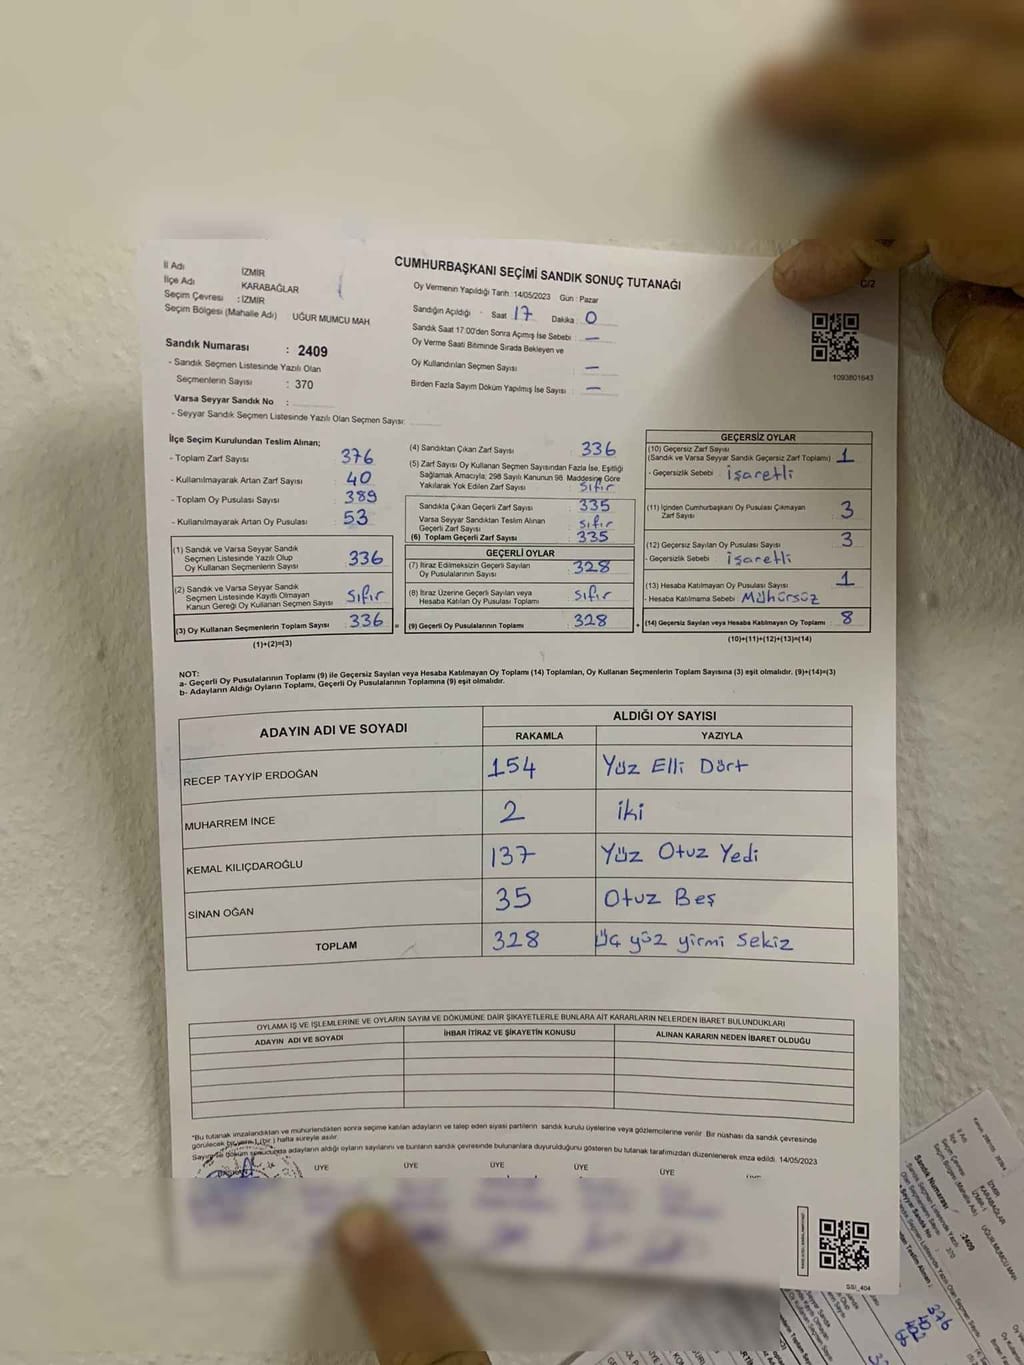 CUMHURBAŞKANI SEÇİMİ SANDIK SONUÇ TUTANAĞI
C/2
İl Adı İZMİR
İlçe Adı KARABAĞLAR
Seçim Çevresi : İZMİR
Seçim Bölgesi (Mahalle Adı) UĞUR MUMCU MAH
Sandık Numarası : 2409
- Sandık Seçmen Listesinde Yazılı Olan
Seçmenlerin Sayısı : 370
Varsa Seyyar Sandık No :
- Seyyar Sandık Seçmen Listesinde Yazılı Olan Seçmen Sayısı:
Oy Vermenin Yapıldığı Tarih : 14/05/2023 Gün : Pazar
Sandığın Açıldığı - Saat : 17 Dakika : 0
Sandık Saat 17:00'den Sonra Açımış İse Sebebi : —
Oy Verme Saati Bitiminde Sırada Bekleyen ve
Oy Kullandırılan Seçmen Sayısı : —
Birden Fazla Sayım Döküm Yapılmış İse Sayısı : —
1093801643
İlçe Seçim Kurulundan Teslim Alınan;
- Toplam Zarf Sayısı : 376
- Kullanılmayarak Artan Zarf Sayısı : 40
- Toplam Oy Pusulası Sayısı : 389
- Kullanılmayarak Artan Oy Pusulası : 53
(1) Sandık ve Varsa Seyyar Sandık
Seçmen Listesinde Yazılı Olup
Oy Kullanan Seçmenlerin Sayısı : 336
(2) Sandık ve Varsa Seyyar Sandık
Seçmen Listesinde Kayıtlı Olmayan
Kanun Gereği Oy Kullanan Seçmen Sayısı : Sıfır
(3) Oy Kullanan Seçmenlerin Toplam Sayısı : 336 =
(1)+(2)=(3)
(4) Sandıktan Çıkan Zarf Sayısı : 336
(5) Zarf Sayısı Oy Kullanan Seçmen Sayısından Fazla İse, Eşitliği
Sağlamak Amacıyla, 298 Sayılı Kanunun 98. Maddesine Göre
Yakılarak Yok Edilen Zarf Sayısı : Sıfır
Sandıkta Çıkan Geçerli Zarf Sayısı : 335
Varsa Seyyar Sandıktan Teslim Alınan
Geçerli Zarf Sayısı : Sıfır
(6) Toplam Geçerli Zarf Sayısı : 335
GEÇERLİ OYLAR
(7) İtiraz Edilmeksizin Geçerli Sayılan
Oy Pusulalarının Sayısı : 328
(8) İtiraz Üzerine Geçerli Sayılan veya
Hesaba Katılan Oy Pusulası Toplamı : Sıfır
(9) Geçerli Oy Pusulalarının Toplamı : 328 +
GEÇERSİZ OYLAR
(10) Geçersiz Zarf Sayısı
(Sandık ve Varsa Seyyar Sandık Geçersiz Zarf Toplamı) : 1
- Geçersizlik Sebebi : işaretli
(11) İçinden Cumhurbaşkanı Oy Pusulası Çıkmayan
Zarf Sayısı : 3
(12) Geçersiz Sayılan Oy Pusulası Sayısı : 3
- Geçersizlik Sebebi : işaretli
(13) Hesaba Katılmayan Oy Pusulası Sayısı : 1
- Hesaba Katılmama Sebebi : Mühürsüz
(14) Geçersiz Sayılan veya Hesaba Katılmayan Oy Toplamı : 8
(10)+(11)+(12)+(13)=(14)
NOT:
a- Geçerli Oy Pusulalarının Toplamı (9) ile Geçersiz Sayılan veya Hesaba Katılmayan Oy Toplamı (14) Toplamları, Oy Kullanan Seçmenlerin Toplam Sayısına (3) eşit olmalıdır. (9)+(14)=(3)
b- Adayların Aldığı Oyların Toplamı, Geçerli Oy Pusulalarının Toplamına (9) eşit olmalıdır.
ADAYIN ADI VE SOYADI ALDIĞI OY SAYISI
RAKAMLA YAZIYLA
RECEP TAYYİP ERDOĞAN 154 Yüz Elli Dört
MUHARREM İNCE 2 iki
KEMAL KILIÇDAROĞLU 137 Yüz Otuz Yedi
SİNAN OĞAN 35 Otuz Beş
TOPLAM 328 Üç yüz yirmi Sekiz
OYLAMA İŞ VE İŞLEMLERİNE VE OYLARIN SAYIM VE DÖKÜMÜNE DAİR ŞİKAYETLERLE BUNLARA AİT KARARLARIN NELERDEN İBARET BULUNDUKLARI
ADAYIN ADI VE SOYADI İHBAR İTİRAZ VE ŞİKAYETİN KONUSU ALINAN KARARIN NEDEN İBARET OLDUĞU
*Bu tutanak imzalandıktan ve mühürlendikten sonra seçime katılan adayların ve talep eden siyasi partilerin sandık kurulu üyelerine veya gözlemcilerine verilir. Bir nüshası da sandık çevresinde
görülecek bir yere 1 (bir) hafta süreyle asılır.
Sayım ve döküm sonucunda adayların aldığı oyların sayılarını ve bunların sandık çevresinde bulunanlara duyurulduğunu gösteren bu tutanak tarafımızdan düzenlenerek imza edildi. 14/05/2023
ÜYE ÜYE ÜYE ÜYE ÜYE
SSİ_404
İZMİR
KARABAĞLAR
İZMİR-1
UĞUR MUMCU MAH
Sandık Numarası : 2409
370
376